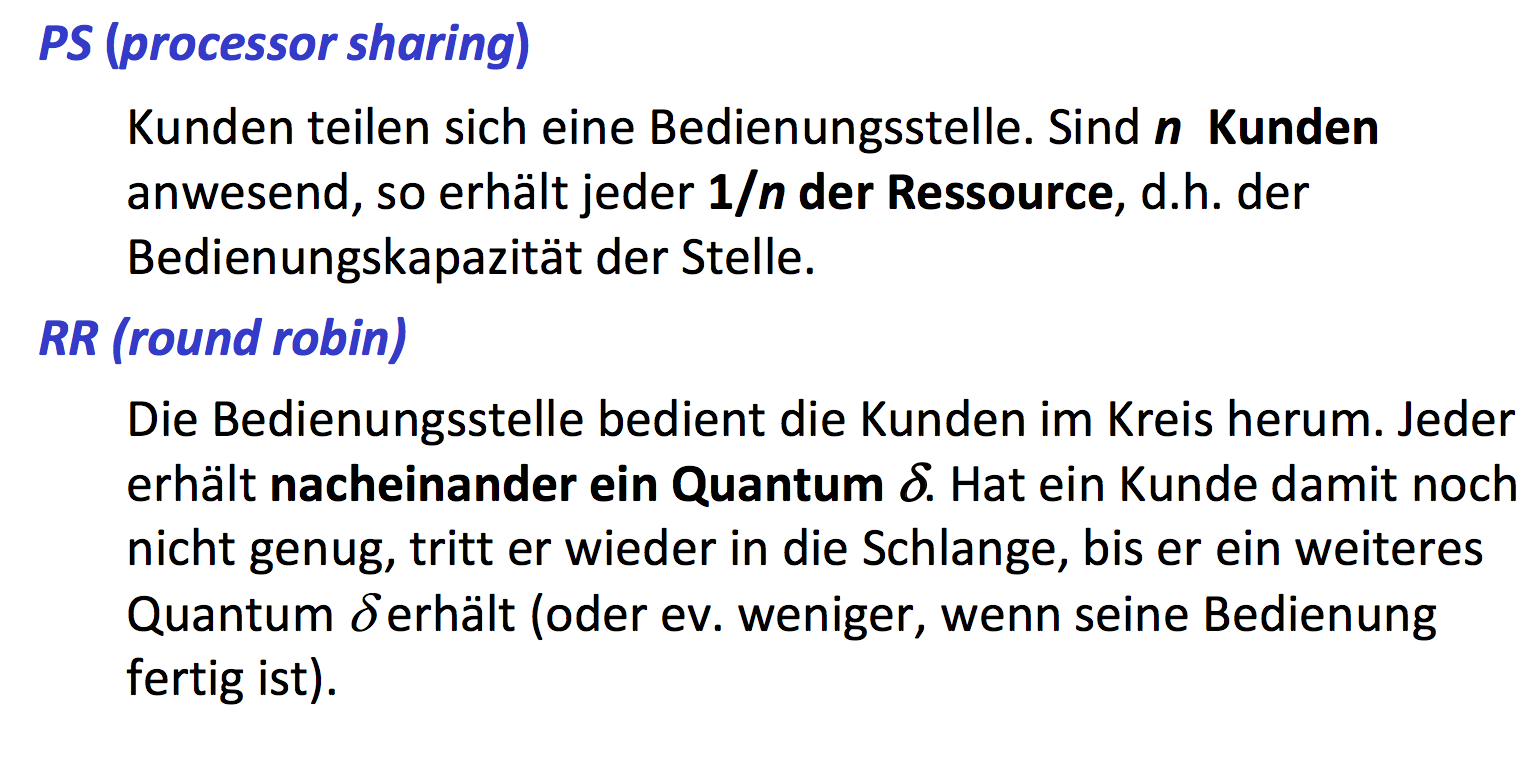 PS (processor sharing)
Kunden teilen sich eine Bedienungsstelle. Sind n Kunden
anwesend, so erhält jeder 1/n der Ressource, d.h. der
Bedienungskapazität der Stelle.
RR (round robin)
Die Bedienungsstelle bedient die Kunden im Kreis herum. Jeder
erhält nacheinander ein Quantum δ. Hat ein Kunde damit noch
nicht genug, tritt er wieder in die Schlange, bis er ein weiteres
Quantum δ erhält (oder ev. weniger, wenn seine Bedienung
fertig ist).